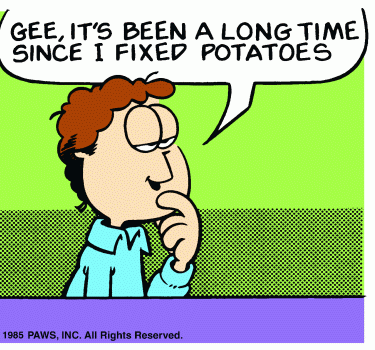 GEE, IT'S BEEN A LONG TIME
SINCE I FIXED POTATOES
1985 PAWS, INC. All Rights Reserved.